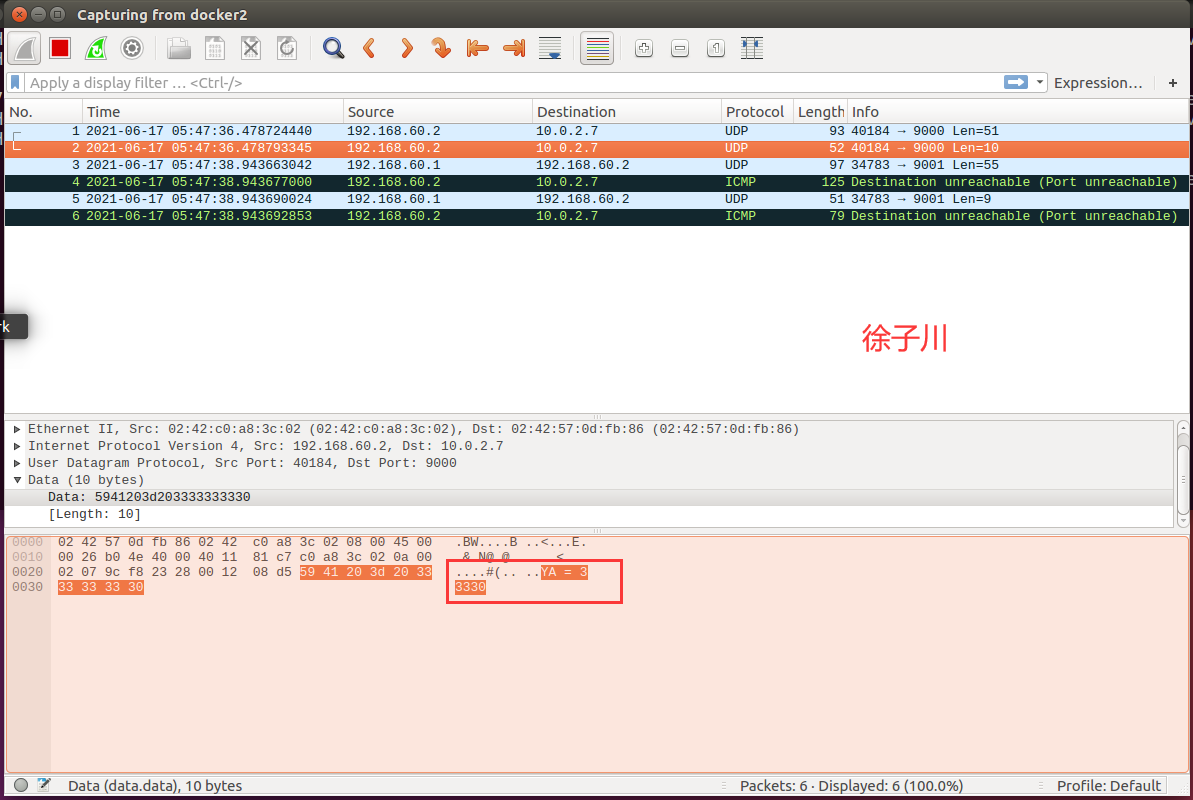 Capturing from docker2
Apply a display filter … <Ctrl-/>
Expression…
+
No. Time Source Destination Protocol Length Info
1 2021-06-17 05:47:36.478724440 192.168.60.2 10.0.2.7 UDP 93 40184 → 9000 Len=51
2 2021-06-17 05:47:36.478793345 192.168.60.2 10.0.2.7 UDP 52 40184 → 9000 Len=10
3 2021-06-17 05:47:38.943663042 192.168.60.1 192.168.60.2 UDP 97 34783 → 9001 Len=55
4 2021-06-17 05:47:38.943677000 192.168.60.2 10.0.2.7 ICMP 125 Destination unreachable (Port unreachable)
5 2021-06-17 05:47:38.943690024 192.168.60.1 192.168.60.2 UDP 51 34783 → 9001 Len=9
6 2021-06-17 05:47:38.943692853 192.168.60.2 10.0.2.7 ICMP 79 Destination unreachable (Port unreachable)
rk
徐子川
Ethernet II, Src: 02:42:c0:a8:3c:02 (02:42:c0:a8:3c:02), Dst: 02:42:57:0d:fb:86 (02:42:57:0d:fb:86)
Internet Protocol Version 4, Src: 192.168.60.2, Dst: 10.0.2.7
User Datagram Protocol, Src Port: 40184, Dst Port: 9000
Data (10 bytes)
Data: 5941203d203333333330
[Length: 10]
0000 02 42 57 0d fb 86 02 42 c0 a8 3c 02 08 00 45 00 .BW....B ..<...E.
0010 00 26 b0 4e 40 00 40 11 81 c7 c0 a8 3c 02 0a 00 .&.N@.@. ....<...
0020 02 07 9c f8 23 28 00 12 08 d5 59 41 20 3d 20 33 ....#(.. ..YA = 3
0030 33 33 33 30 3330
Data (data.data), 10 bytes
Packets: 6 · Displayed: 6 (100.0%)
Profile: Default